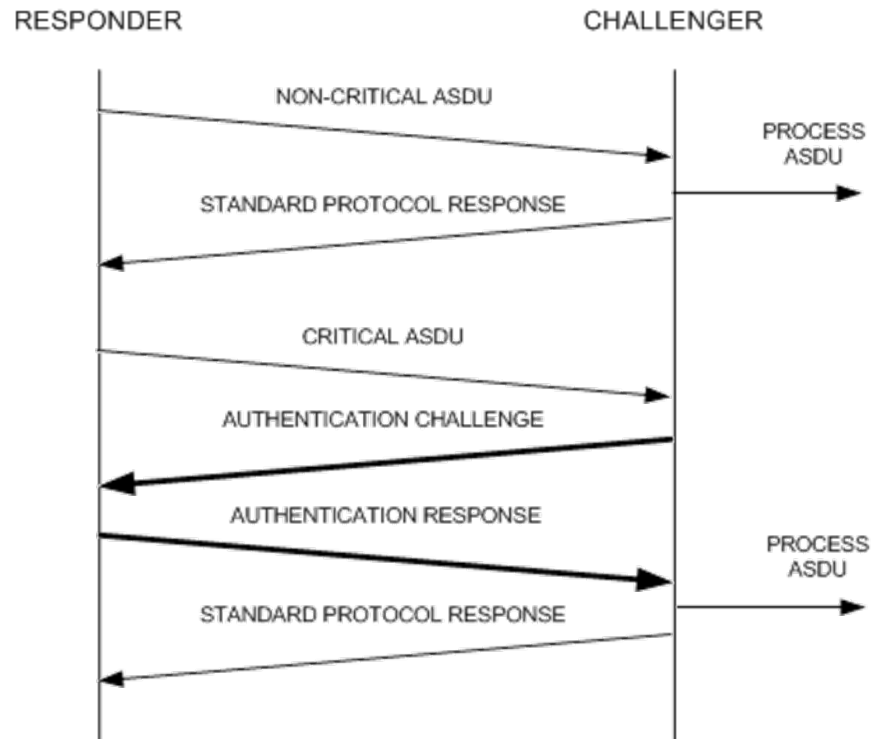 RESPONDER
CHALLENGER
NON-CRITICAL ASDU
PROCESS
ASDU
STANDARD PROTOCOL RESPONSE
CRITICAL ASDU
AUTHENTICATION CHALLENGE
AUTHENTICATION RESPONSE
PROCESS
ASDU
STANDARD PROTOCOL RESPONSE